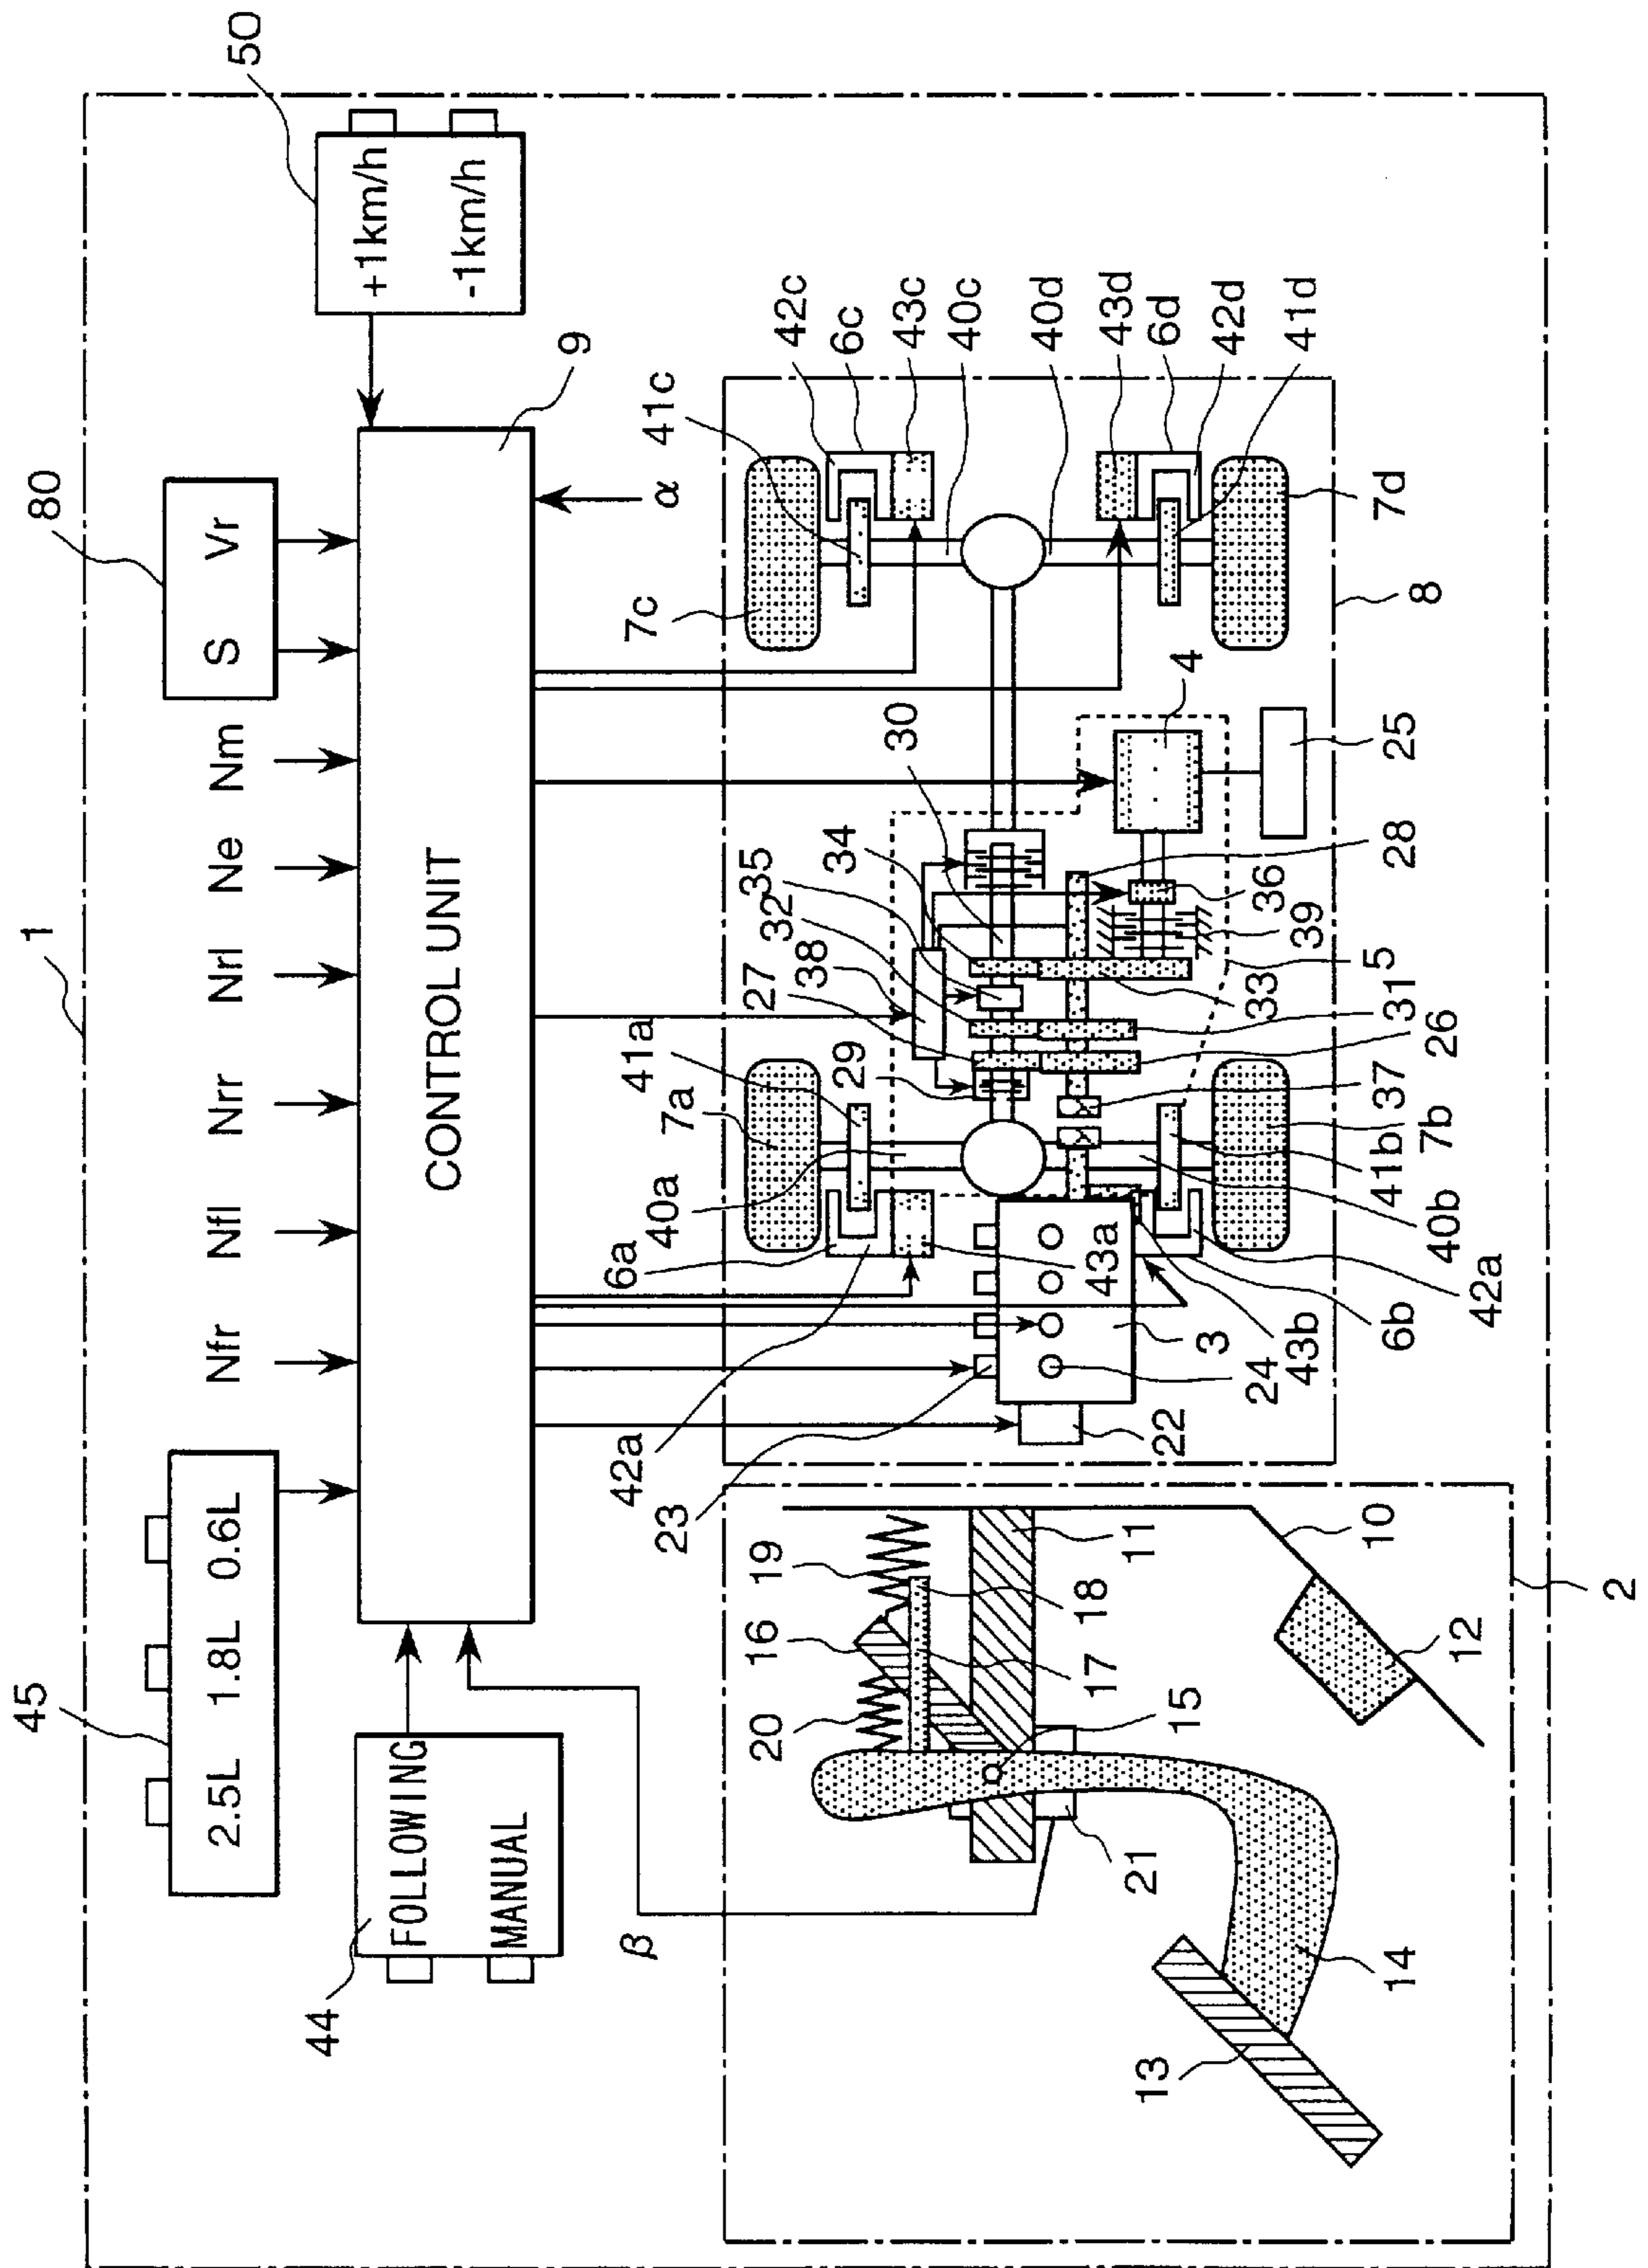 1
45
2.5L 1.8L 0.6L
Nfr
Nfl
Nrr
Nrl
Ne
Nm
80
S Vr
50
+1km/h
-1km/h
44
FOLLOWING
MANUAL
CONTROL UNIT
9
β
α
42a
23
6a
40a
7a
41a
29
27
38
32
35
34
30
7c
41c
42c
6c
43c
40c
40d
43d
6d
42d
41d
7d
4
8
25
28
36
39
5
33
31
26
37
7b
41b
40b
42a
6b
43b
43a
3
24
22
20
16
19
18
11
17
15
21
10
12
2
14
13